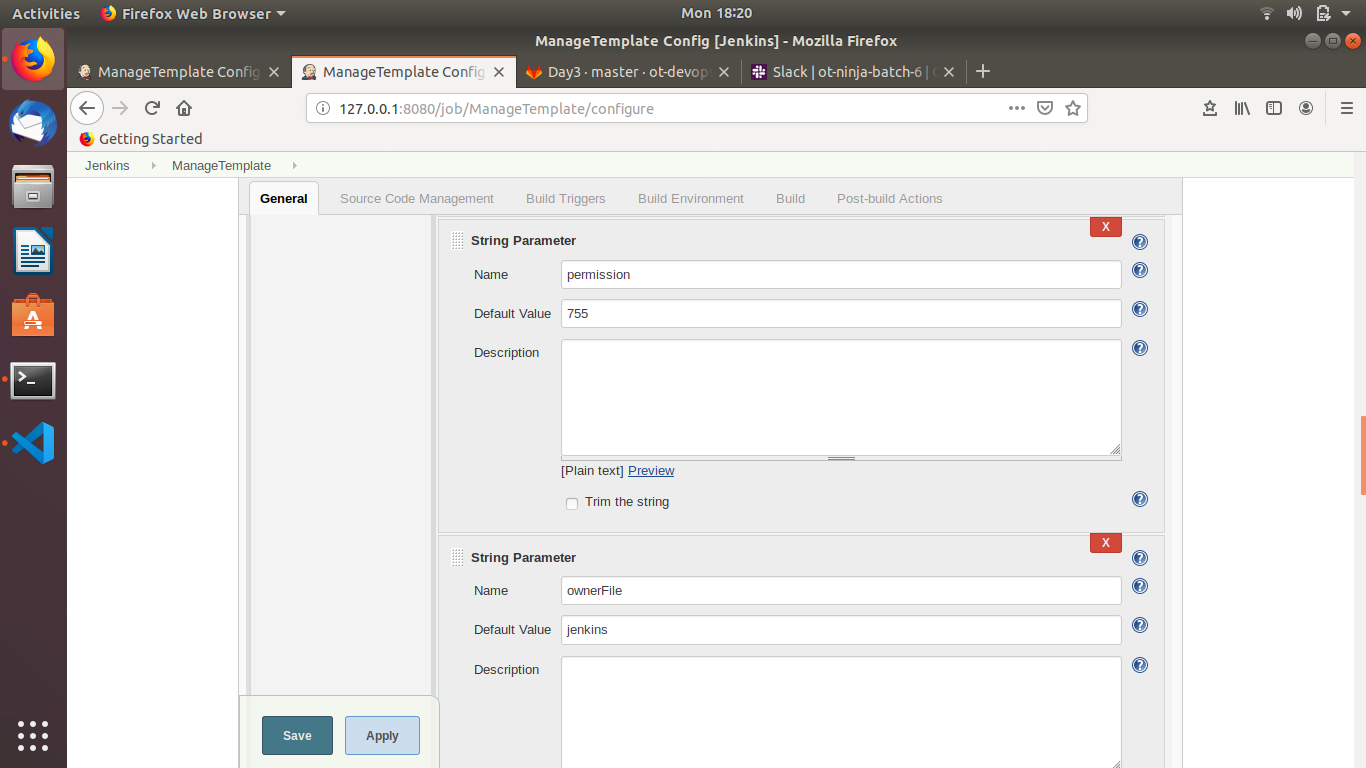 Activities Firefox Web Browser Mon 18:20
ManageTemplate Config [Jenkins] - Mozilla Firefox
ManageTemplate Config ManageTemplate Config Day3 · master · ot-devop Slack | ot-ninja-batch-6 |
127.0.0.1:8080/job/ManageTemplate/configure
Getting Started
Jenkins ManageTemplate
General Source Code Management Build Triggers Build Environment Build Post-build Actions
X
String Parameter
Name permission
Default Value 755
Description
[Plain text] Preview
Trim the string
X
String Parameter
Name ownerFile
Default Value jenkins
Description
Save Apply